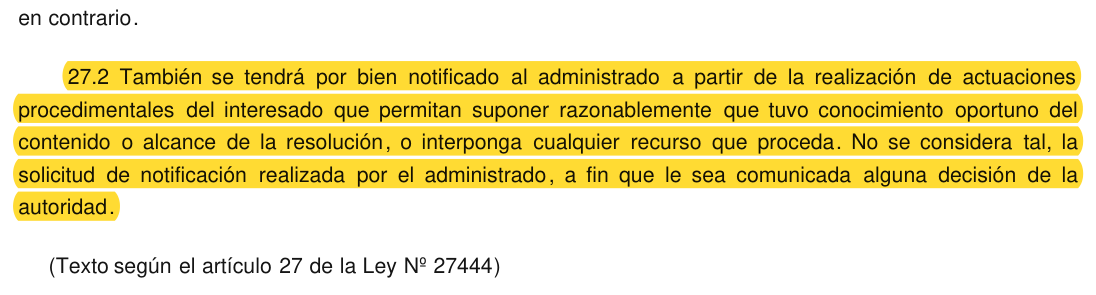 en contrario.
27.2 También se tendrá por bien notificado al administrado a partir de la realización de actuaciones
procedimentales del interesado que permitan suponer razonablemente que tuvo conocimiento oportuno del
contenido o alcance de la resolución, o interponga cualquier recurso que proceda. No se considera tal, la
solicitud de notificación realizada por el administrado, a fin que le sea comunicada alguna decisión de la
autoridad.
(Texto según el artículo 27 de la Ley Nº 27444)